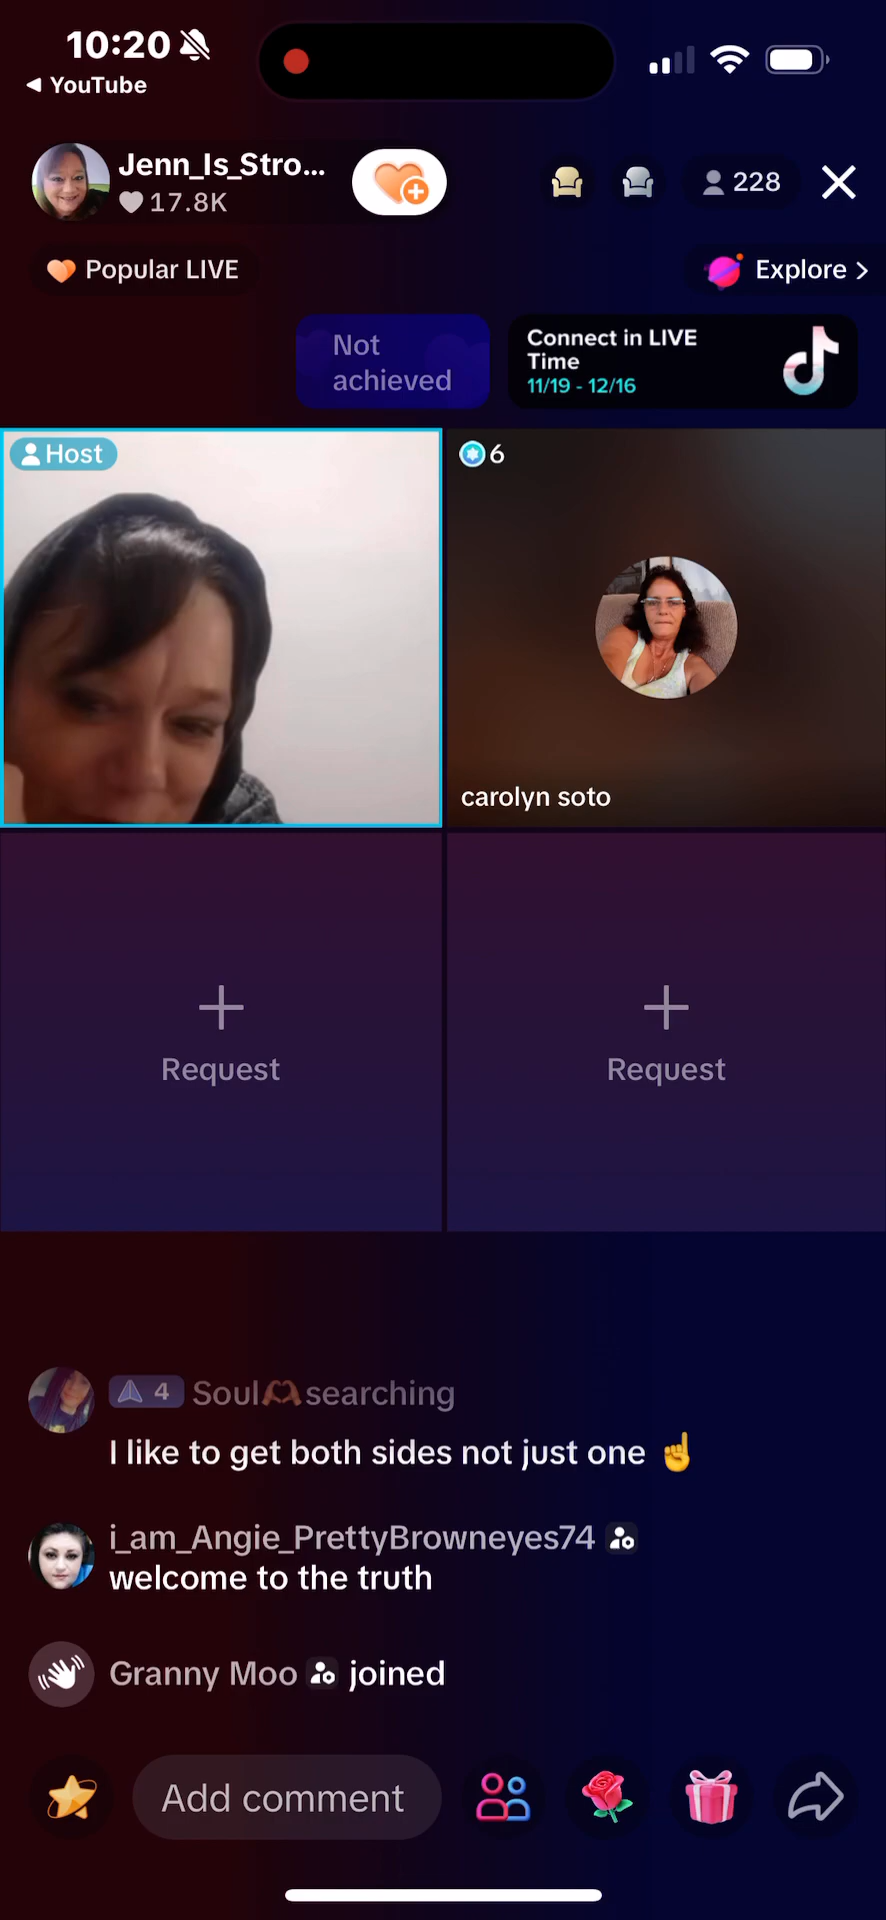 10:20
YouTube
Jenn_Is_Stro...
17.8K
228
Popular LIVE
Explore >
Not
achieved
Connect in LIVE
Time
11/19 - 12/16
Host
6
carolyn soto
Request
Request
4 Soul🫶🏾searching
I like to get both sides not just one ☝️
i_am_Angie_PrettyBrowneyes74
welcome to the truth
Granny Moo joined
Add comment